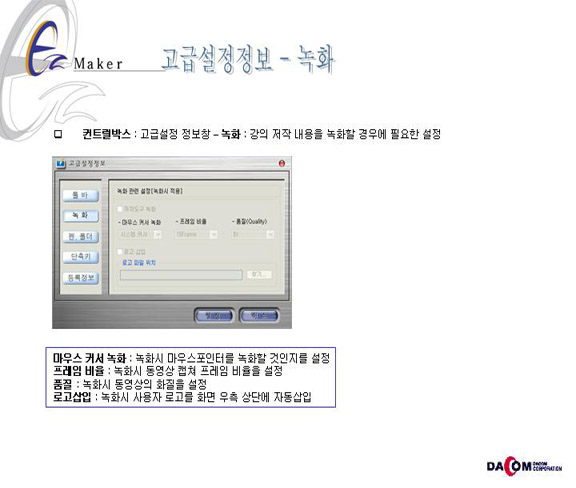 Ez Maker
고급설정정보 - 녹화
컨트럴박스 : 고급설정 정보창 – 녹화 : 강의 저작 내용을 녹화할 경우에 필요한 설정
고급설정정보
툴 바
녹 화
펜, 폴더
단축키
등록정보
녹화 관련 설정[녹화시 적용]
녹화
- 마우스 커서 녹화 - 프레임 비율 - 품질(Quality)
시스템 커서
로고 삽입
로고 파일 위치
찾기...
마우스 커서 녹화 : 녹화시 마우스포인터를 녹화할 것인지를 설정
프레임 비율 : 녹화시 동영상 캡쳐 프레임 비율을 설정
품질 : 녹화시 동영상의 화질을 설정
로고삽입 : 녹화시 사용자 로고를 화면 우측 상단에 자동삽입
DACOM DACOM
CORPORATION